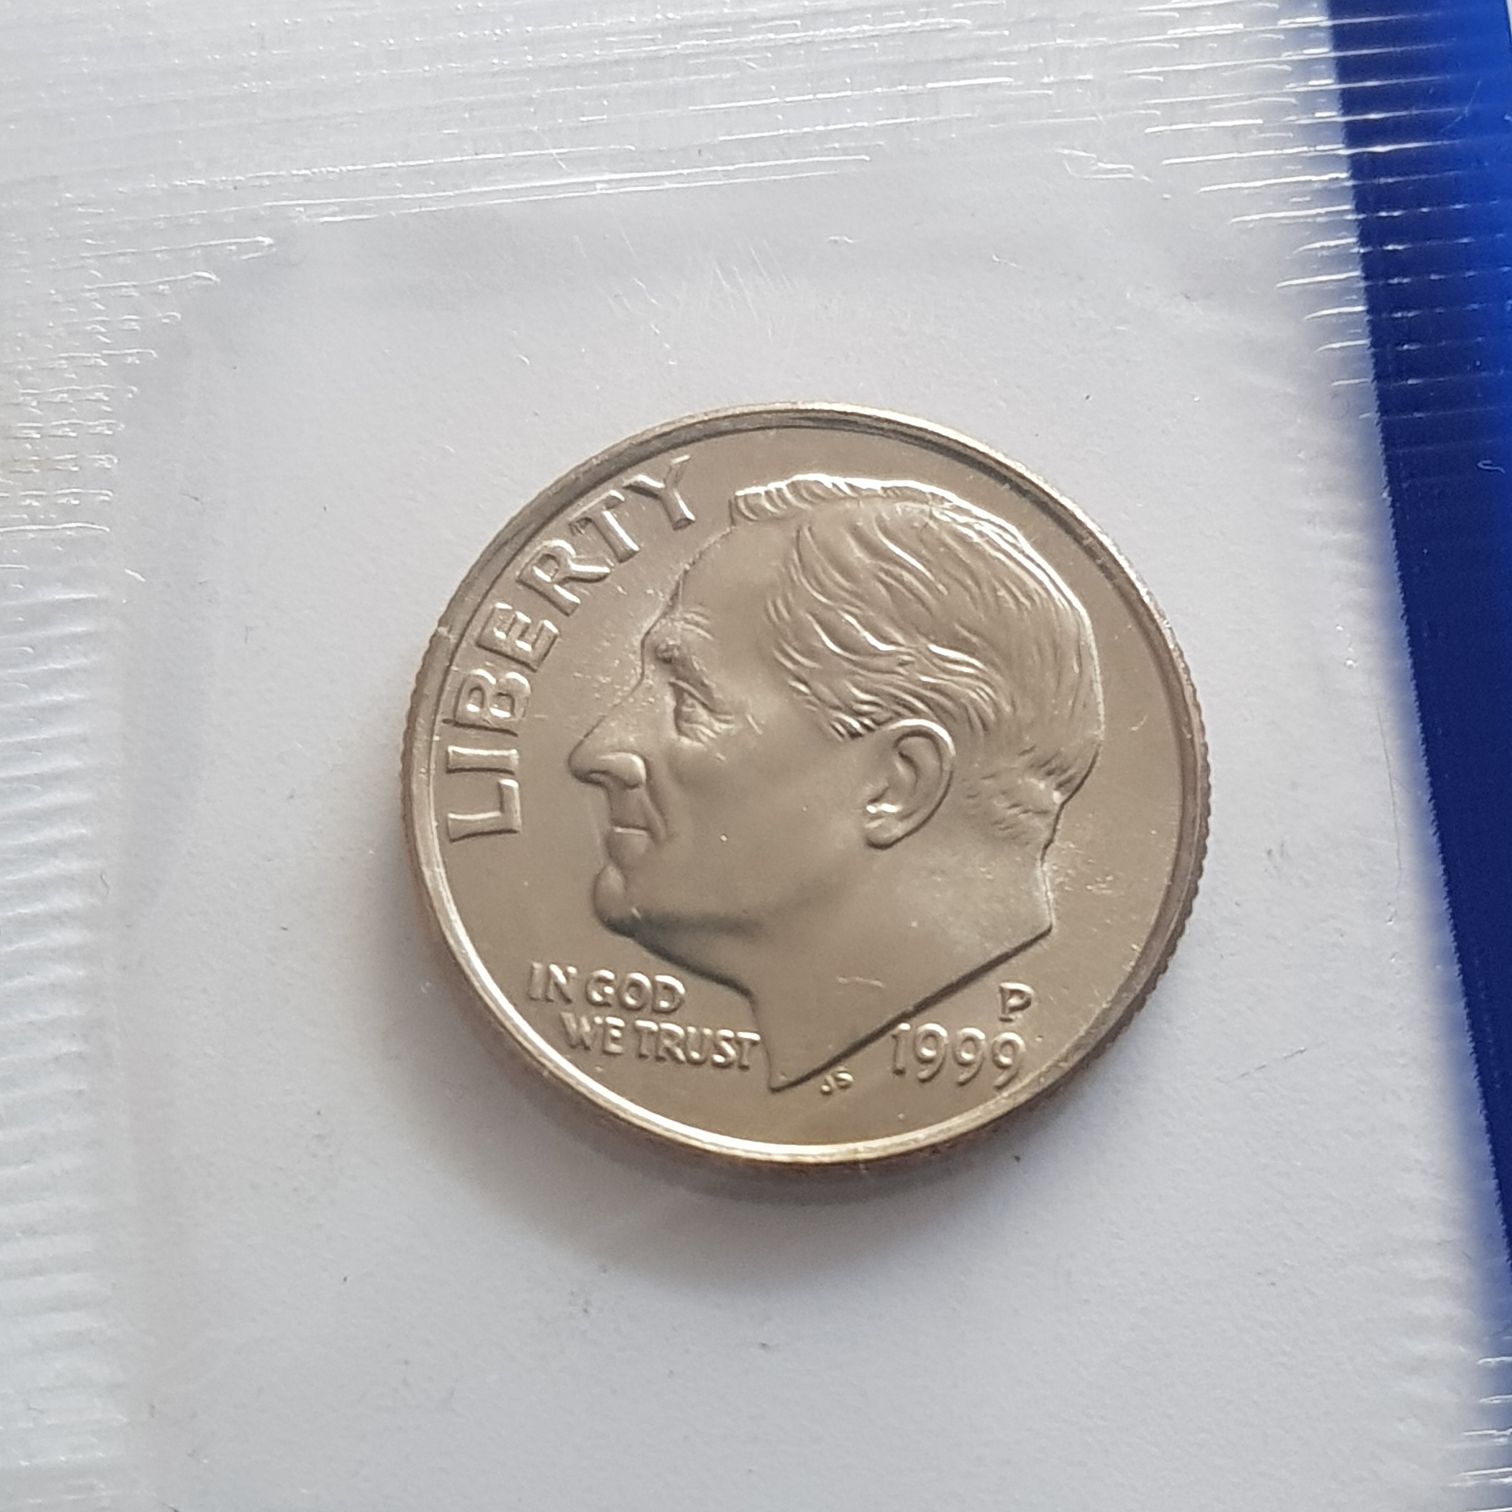 LIBERTY
IN GOD
WE TRUST
P
1999
JS